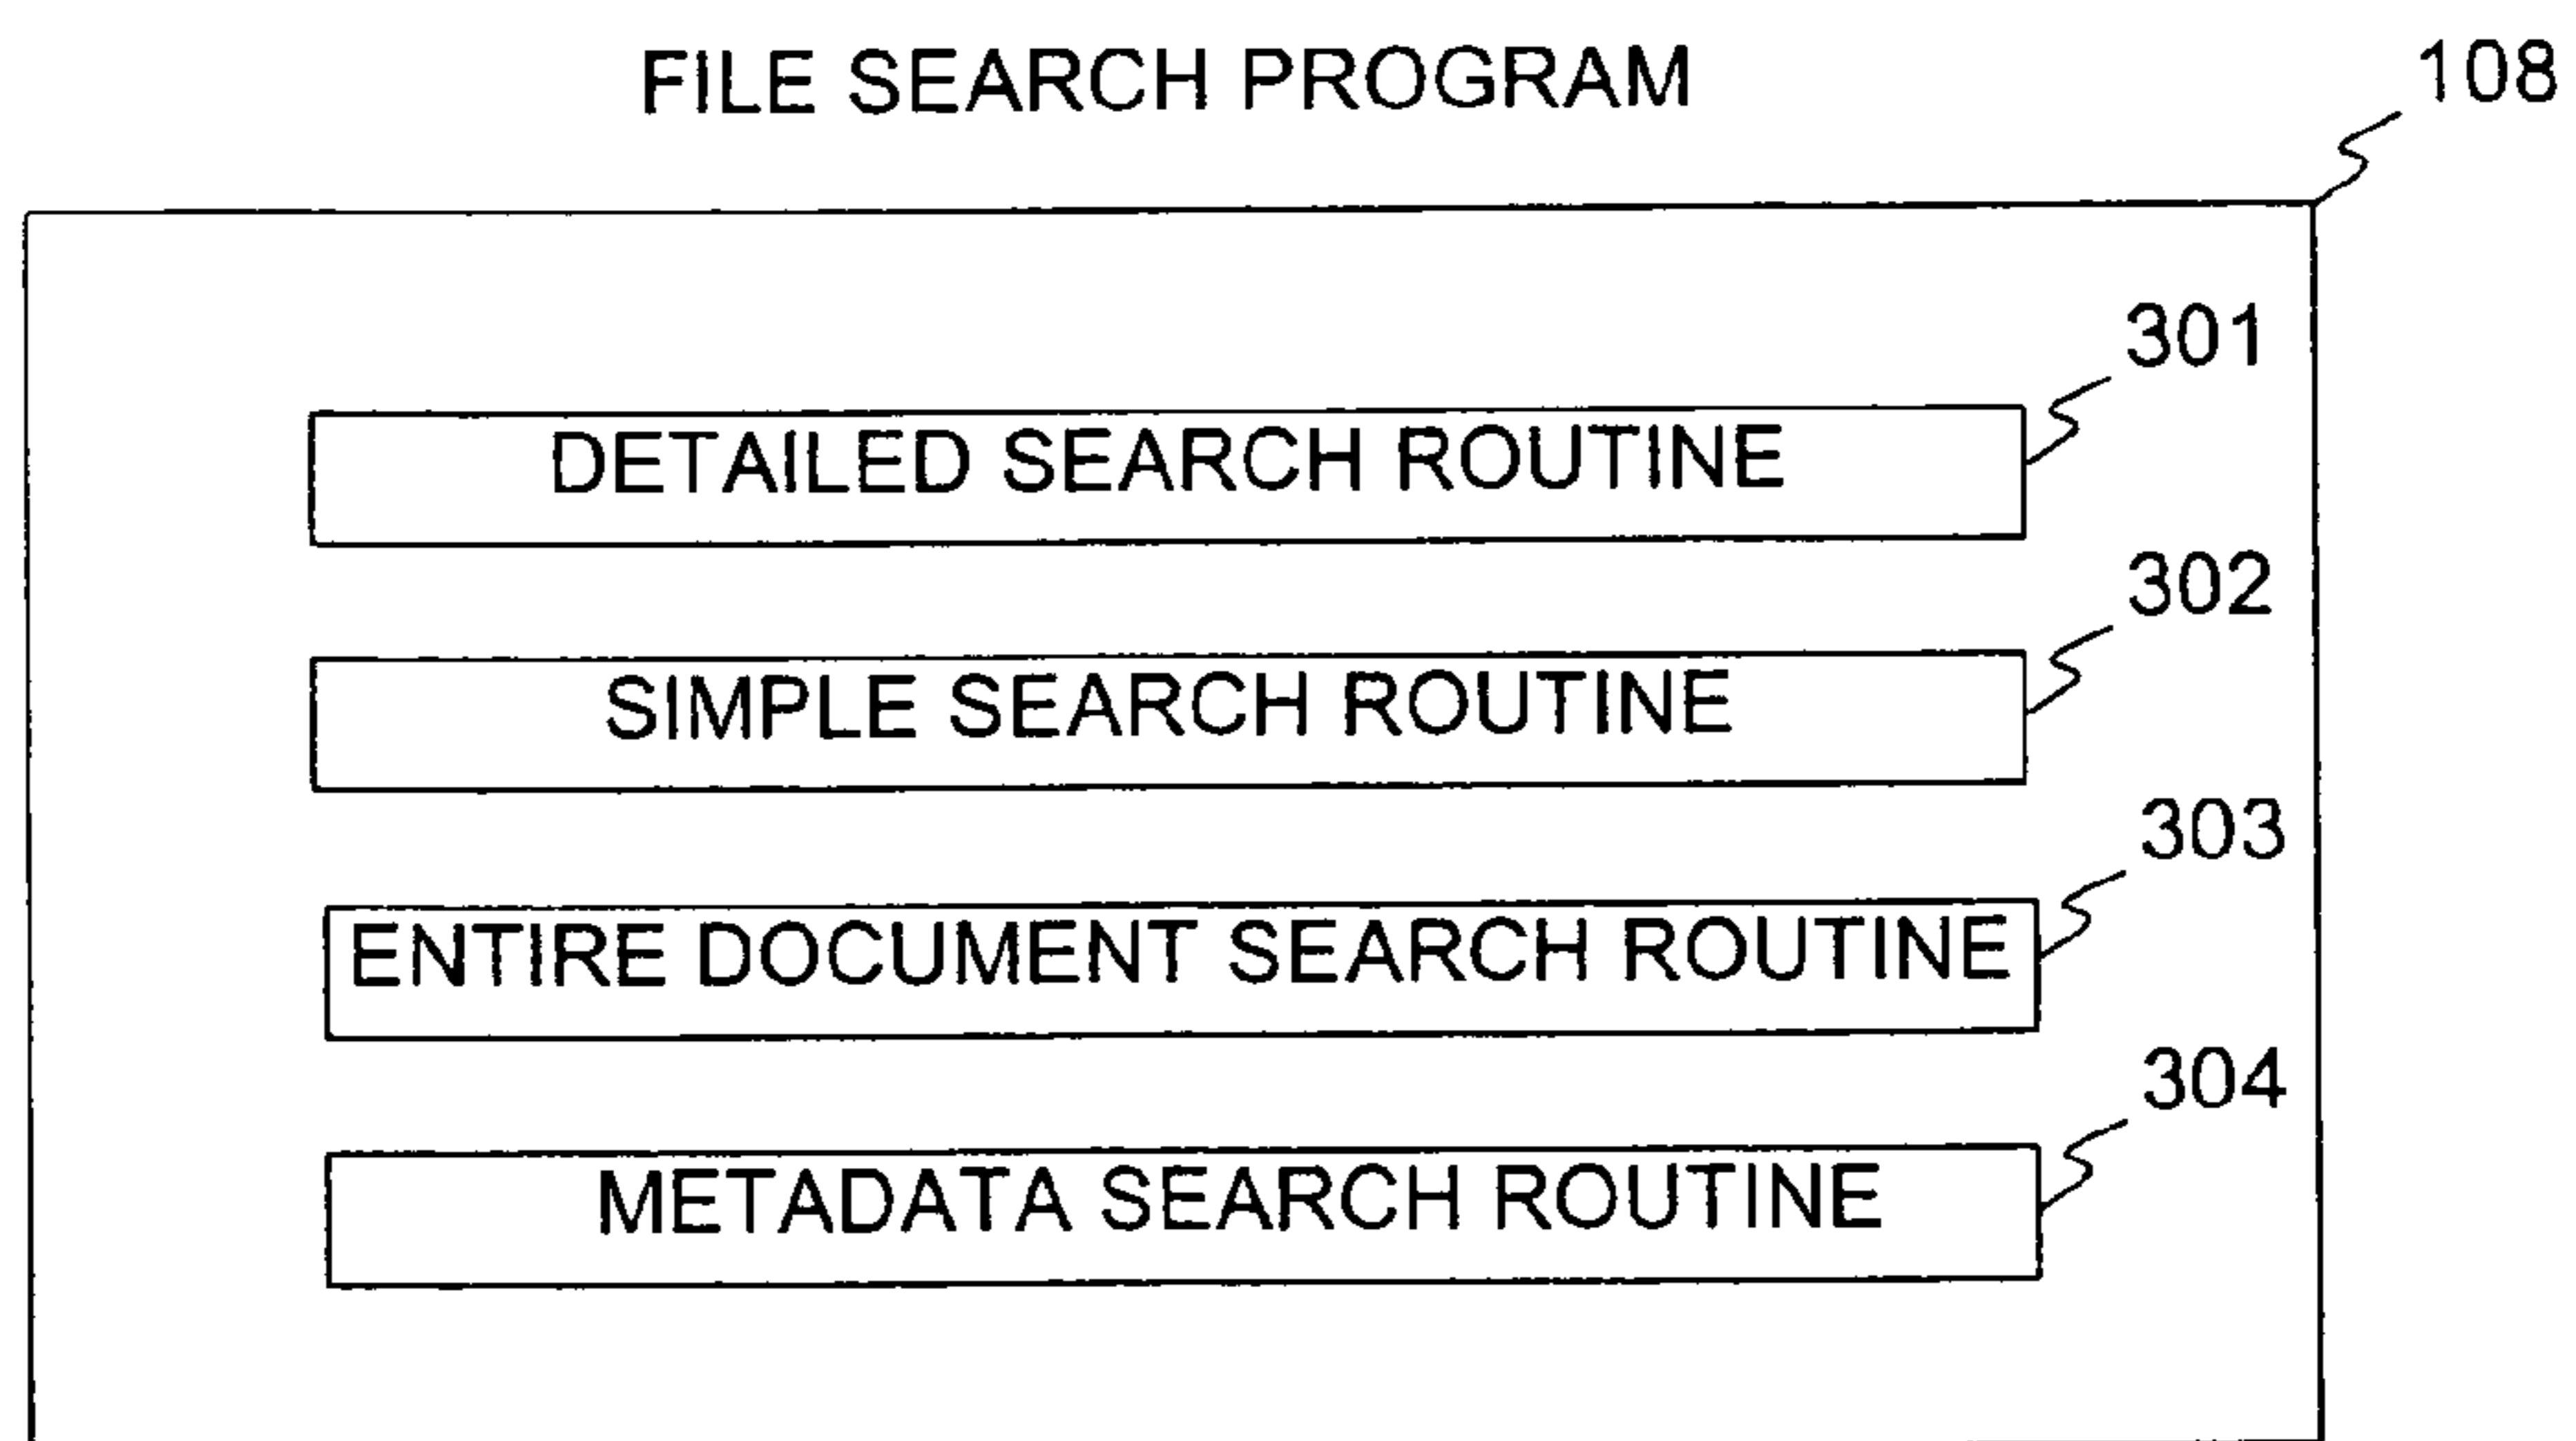 FILE SEARCH PROGRAM
108
301
DETAILED SEARCH ROUTINE
302
SIMPLE SEARCH ROUTINE
303
ENTIRE DOCUMENT SEARCH ROUTINE
304
METADATA SEARCH ROUTINE